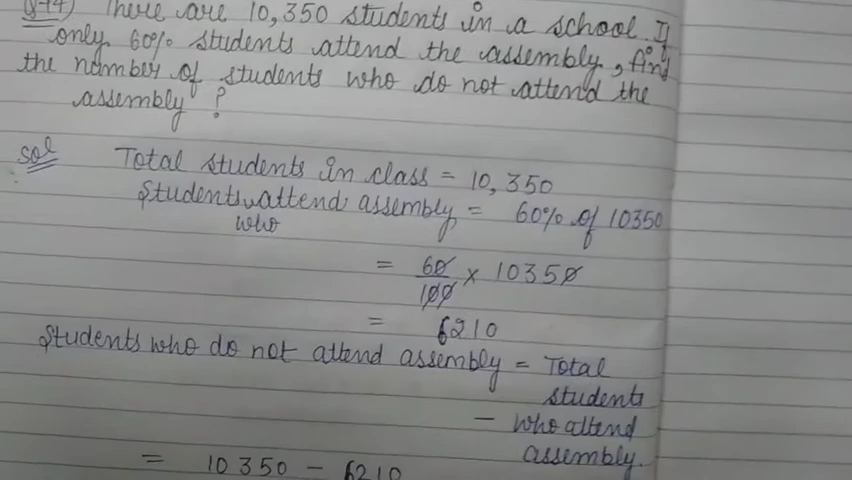 Q-14) There are 10,350 students in a school. If
only 60% students attend the assembly, find
the number of students who do not attend the
assembly ?
Sol Total students in class = 10,350
Students who attend assembly = 60% of 10350
= 60/100 × 10350
= 6210
Students who do not attend assembly = Total
students
- who attend
assembly.
= 10350 - 6210